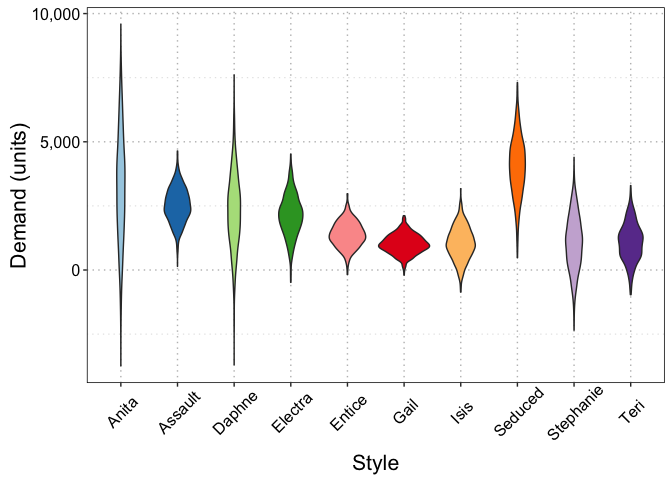 10,000
5,000
0
Demand (units)
Anita
Assault
Daphne
Electra
Entice
Gail
Isis
Seduced
Stephanie
Teri
Style